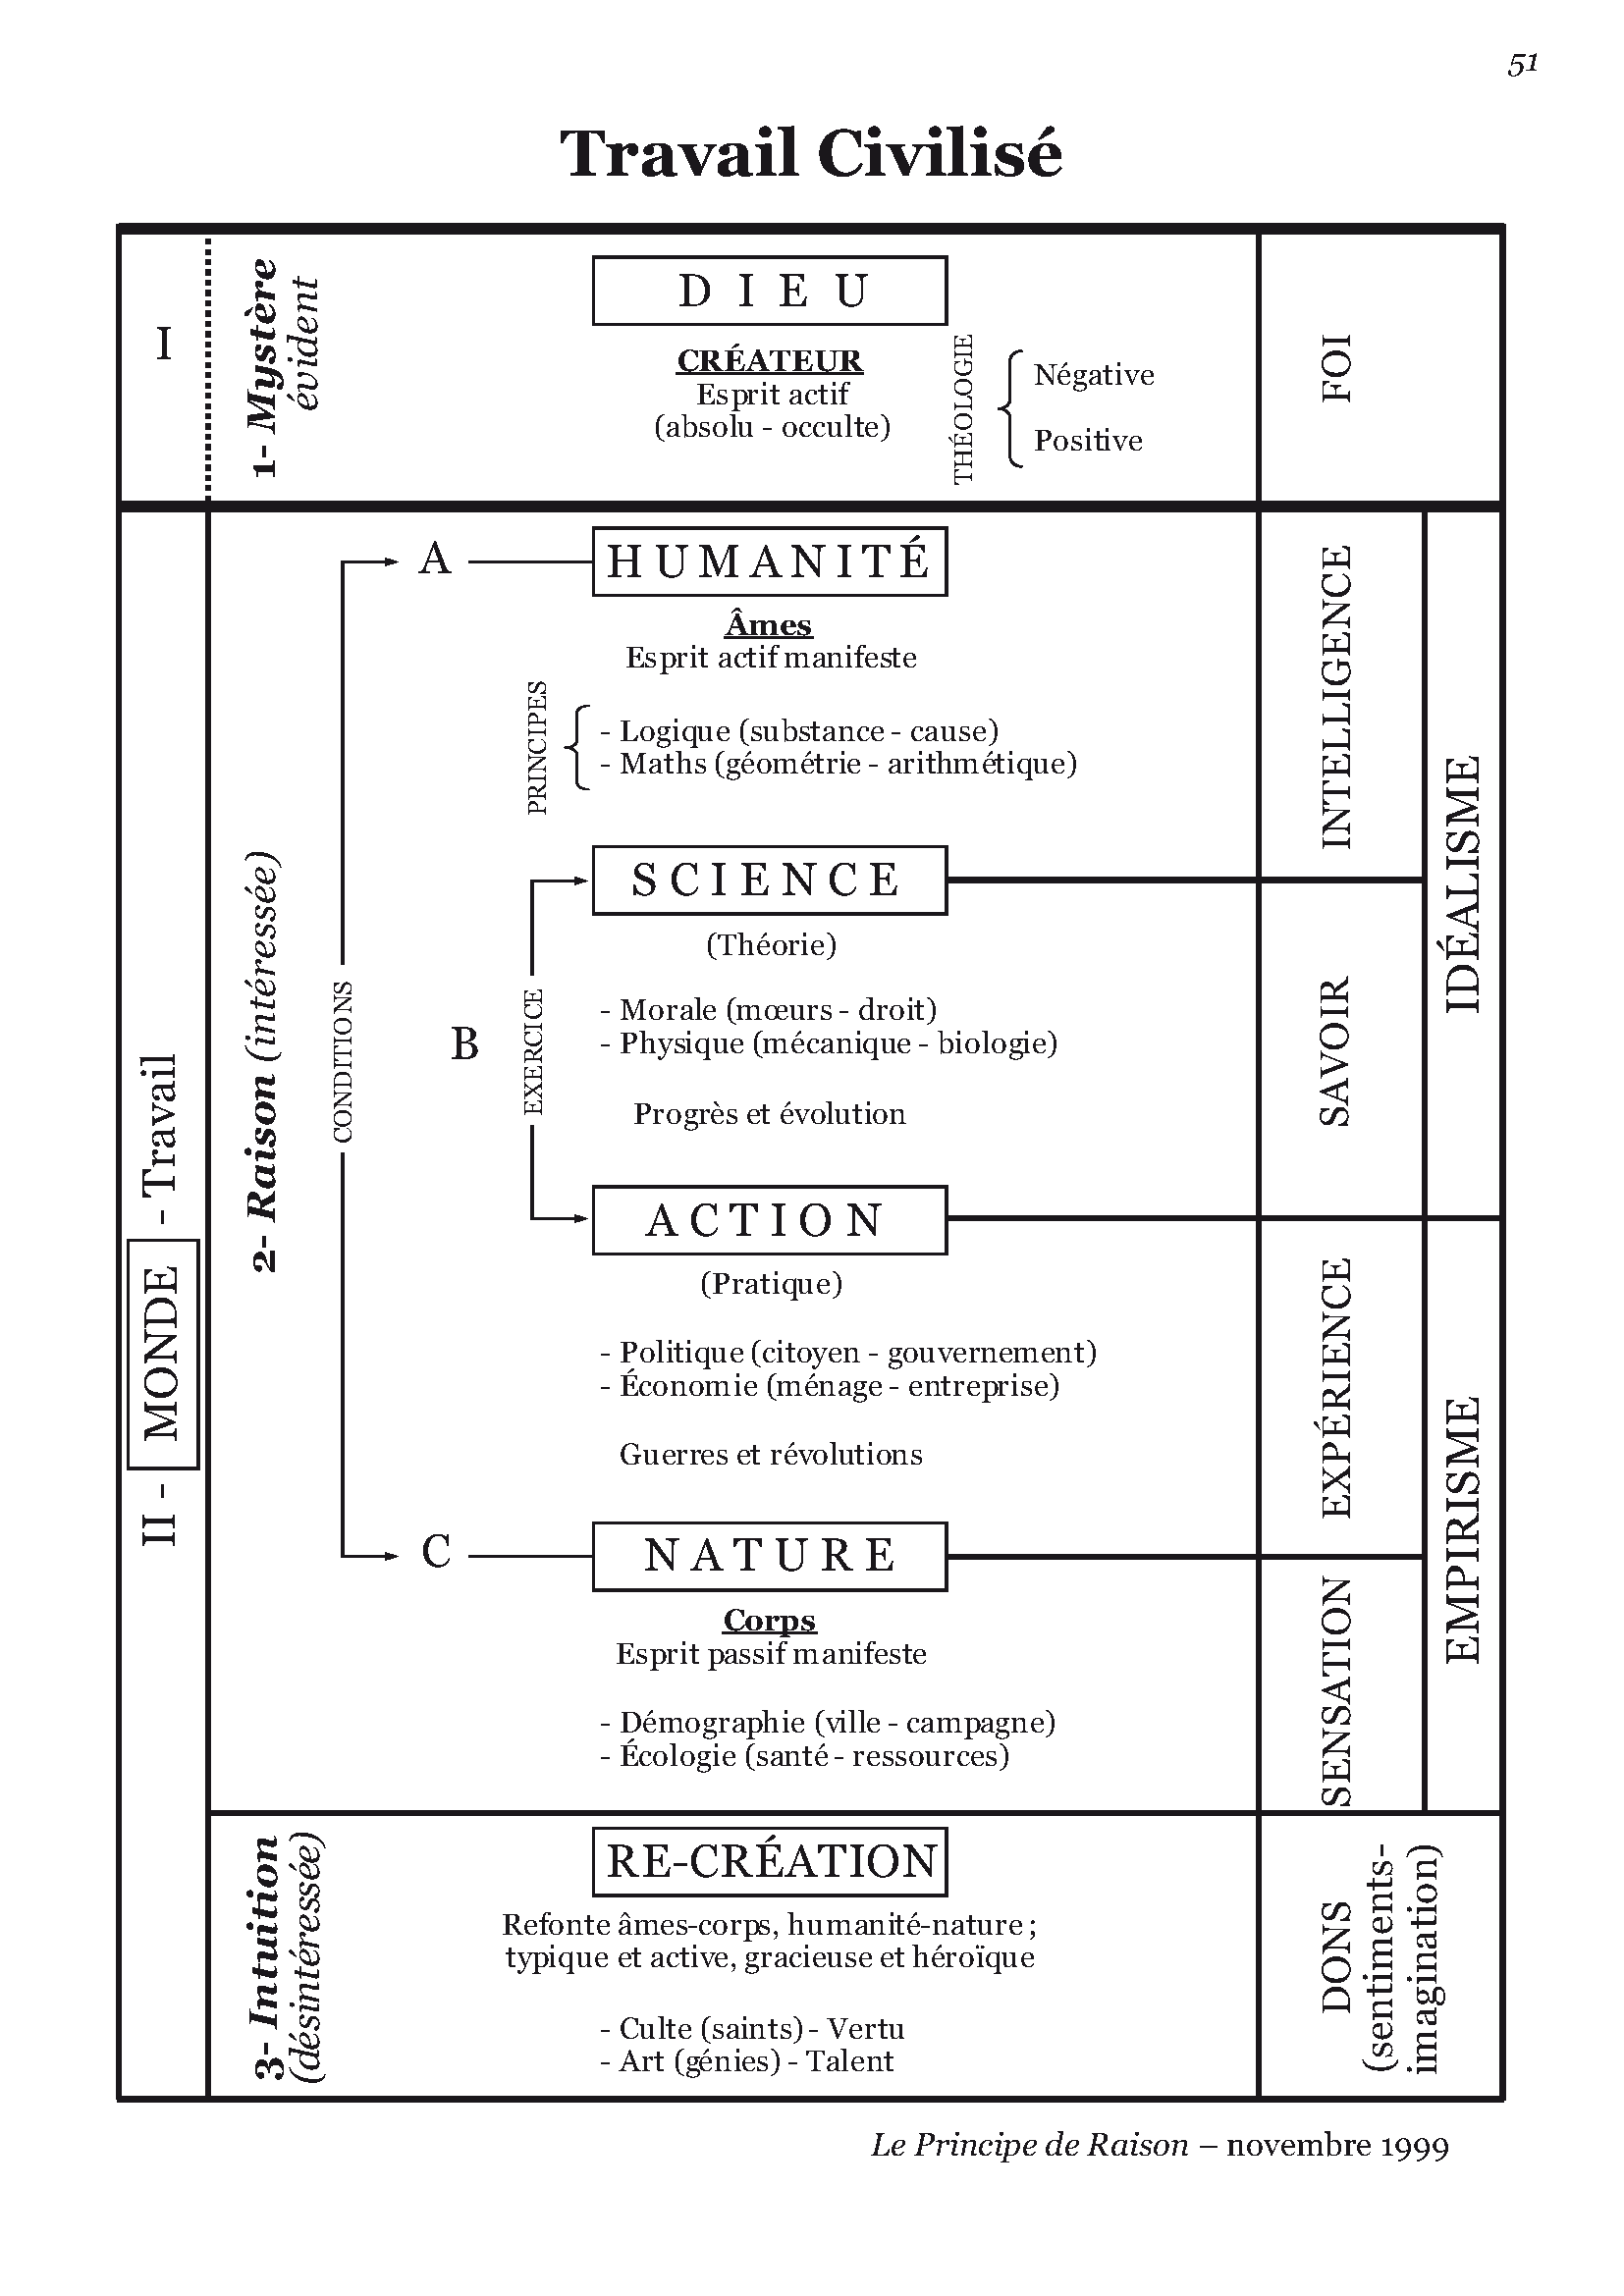 51
Travail Civilisé
I
1- Mystère
évident
DIEU
CRÉATEUR
Esprit actif
(absolu - occulte)
THÉOLOGIE
Négative
Positive
FOI
II - MONDE - Travail
2- Raison (intéressée)
CONDITIONS
A
HUMANITÉ
Âmes
Esprit actif manifeste
PRINCIPES
- Logique (substance - cause)
- Maths (géométrie - arithmétique)
INTELLIGENCE
IDÉALISME
B
EXERCICE
SCIENCE
(Théorie)
- Morale (mœurs - droit)
- Physique (mécanique - biologie)
Progrès et évolution
SAVOIR
ACTION
(Pratique)
- Politique (citoyen - gouvernement)
- Économie (ménage - entreprise)
Guerres et révolutions
EXPÉRIENCE
EMPIRISME
C
NATURE
Corps
Esprit passif manifeste
- Démographie (ville - campagne)
- Écologie (santé - ressources)
SENSATION
3- Intuition
(désintéressée)
RE-CRÉATION
Refonte âmes-corps, humanité-nature ;
typique et active, gracieuse et héroïque
- Culte (saints) - Vertu
- Art (génies) - Talent
DONS
(sentiments-
imagination)
Le Principe de Raison – novembre 1999